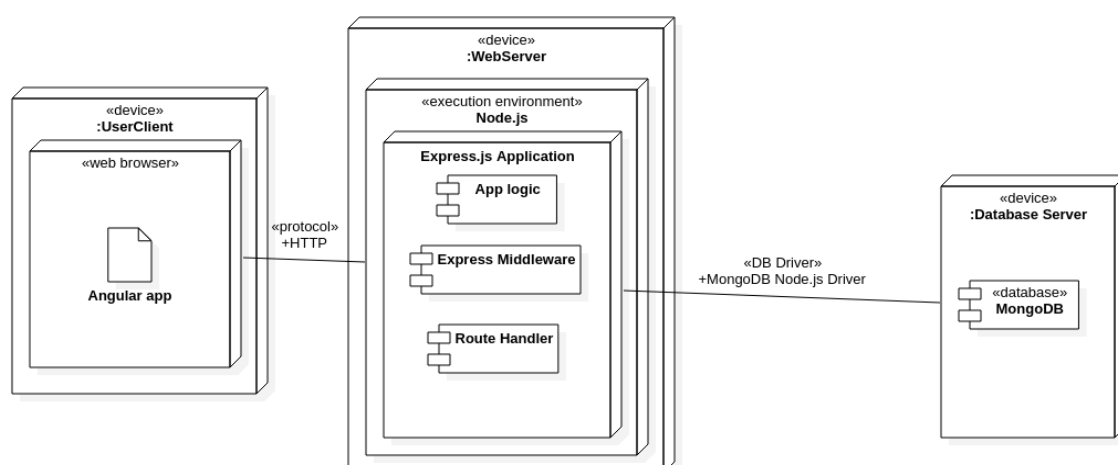 «device»
:UserClient
«web browser»
Angular app
«protocol»
+HTTP
«device»
:WebServer
«execution environment»
Node.js
Express.js Application
App logic
Express Middleware
Route Handler
«DB Driver»
+MongoDB Node.js Driver
«device»
:Database Server
«database»
MongoDB